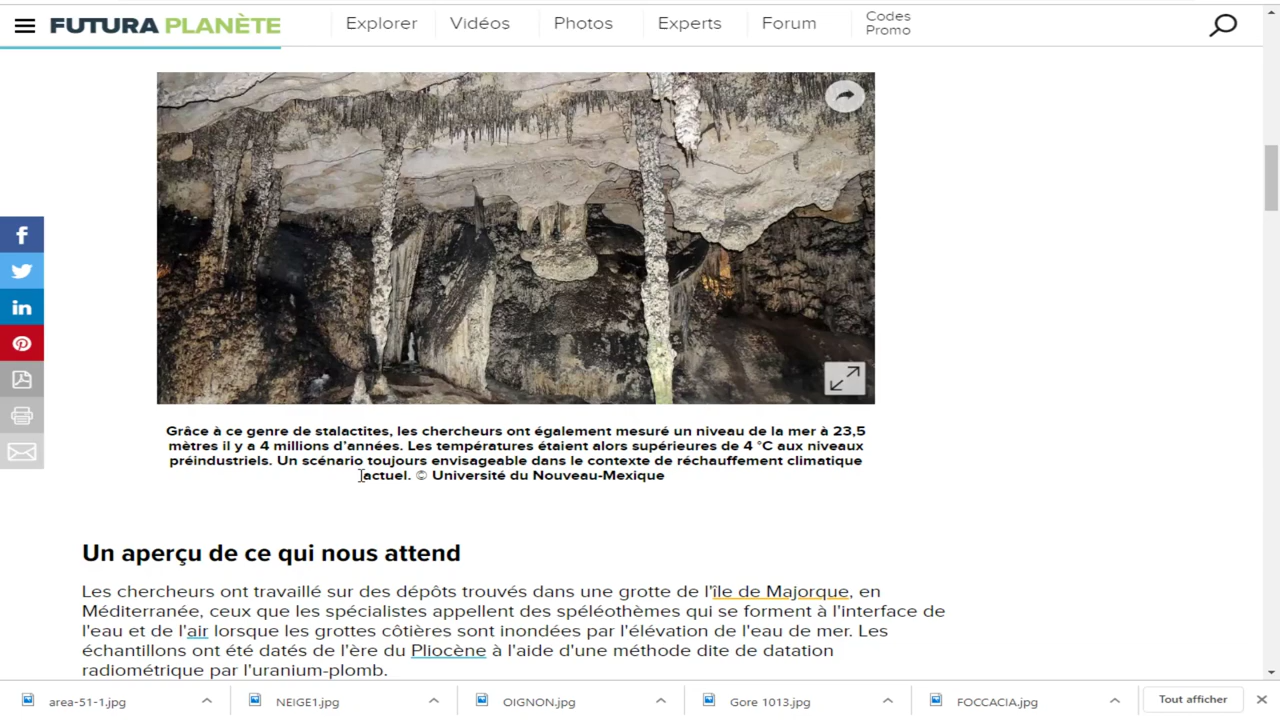 FUTURA PLANÈTE
Explorer
Vidéos
Photos
Experts
Forum
Codes
Promo
Grâce à ce genre de stalactites, les chercheurs ont également mesuré un niveau de la mer à 23,5
mètres il y a 4 millions d'années. Les températures étaient alors supérieures de 4 °C aux niveaux
préindustriels. Un scénario toujours envisageable dans le contexte de réchauffement climatique
actuel. © Université du Nouveau-Mexique
Un aperçu de ce qui nous attend
Les chercheurs ont travaillé sur des dépôts trouvés dans une grotte de l'île de Majorque, en
Méditerranée, ceux que les spécialistes appellent des spéléothèmes qui se forment à l'interface de
l'eau et de l'air lorsque les grottes côtières sont inondées par l'élévation de l'eau de mer. Les
échantillons ont été datés de l'ère du Pliocène à l'aide d'une méthode dite de datation
radiométrique par l'uranium-plomb.
area-51-1.jpg
NEIGE1.jpg
OIGNON.jpg
Gore 1013.jpg
FOCCACIA.jpg
Tout afficher